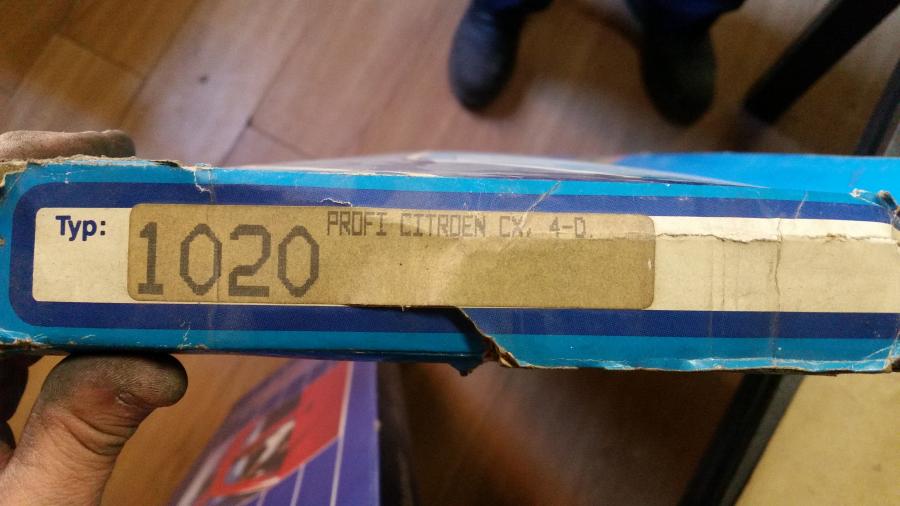 Typ:
1020
PROFI CITROEN CX, 4-D.